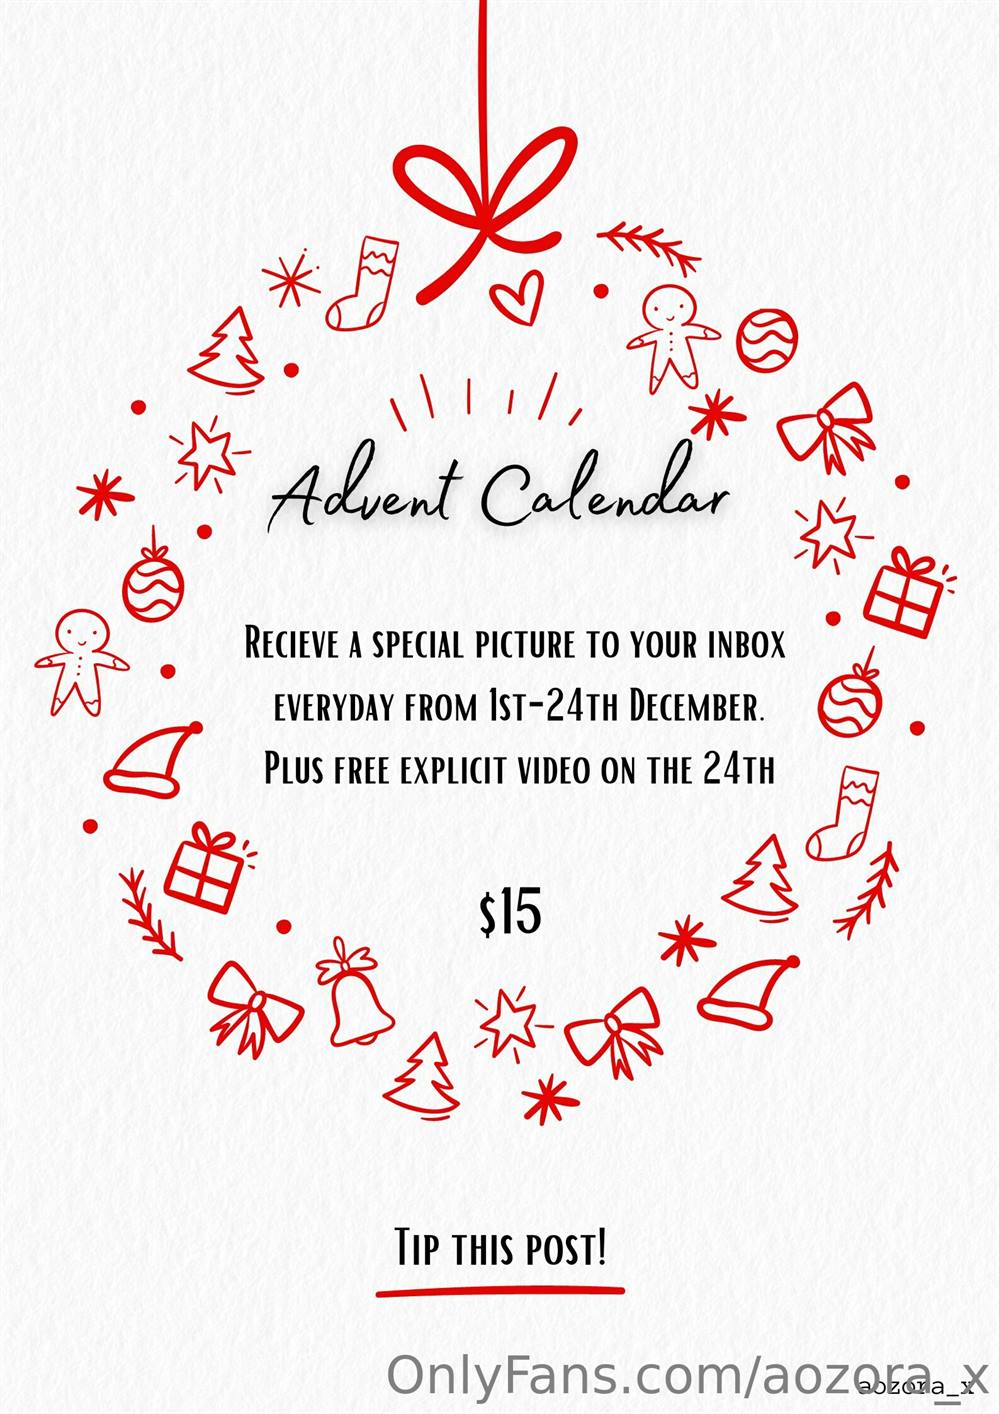 Advent Calendar
Recieve a special picture to your inbox
everyday from 1st-24th December.
Plus free explicit video on the 24th
$15
Tip this post!
OnlyFans.com/aozora_x
aozora_x